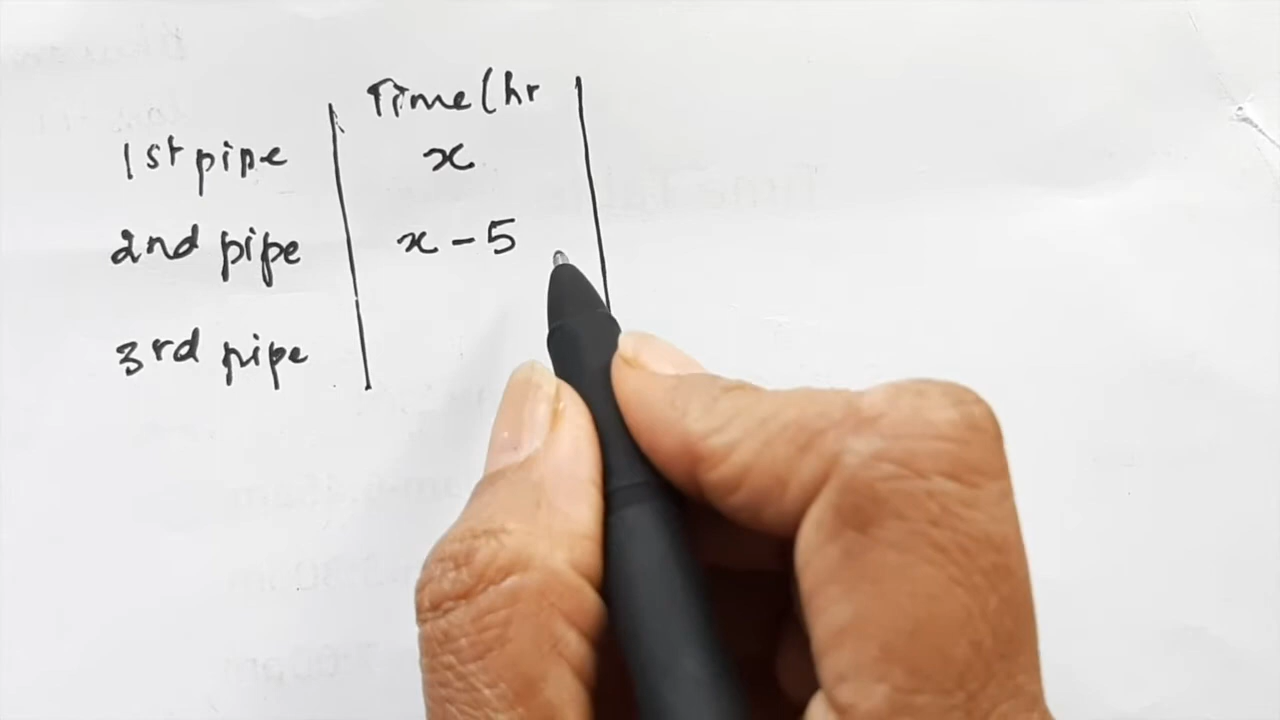 Time (hr
1st pipe x
2nd pipe x - 5
3rd pipe